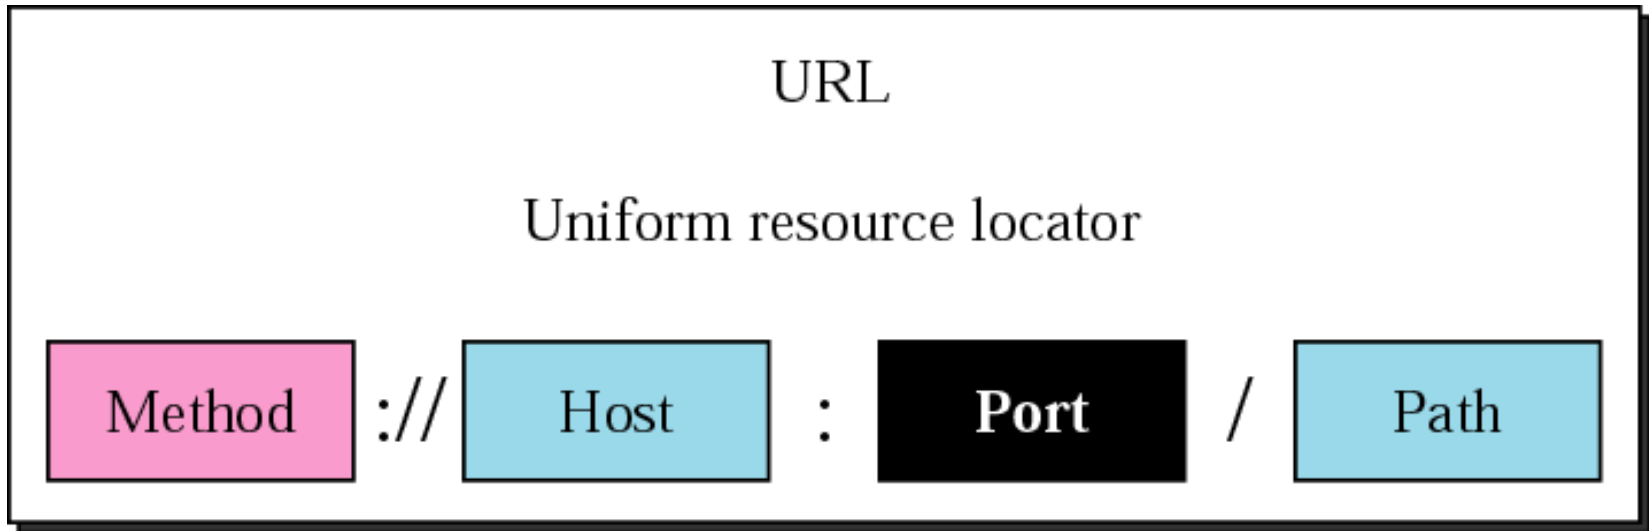 URL
Uniform resource locator
Method :// Host : Port / Path